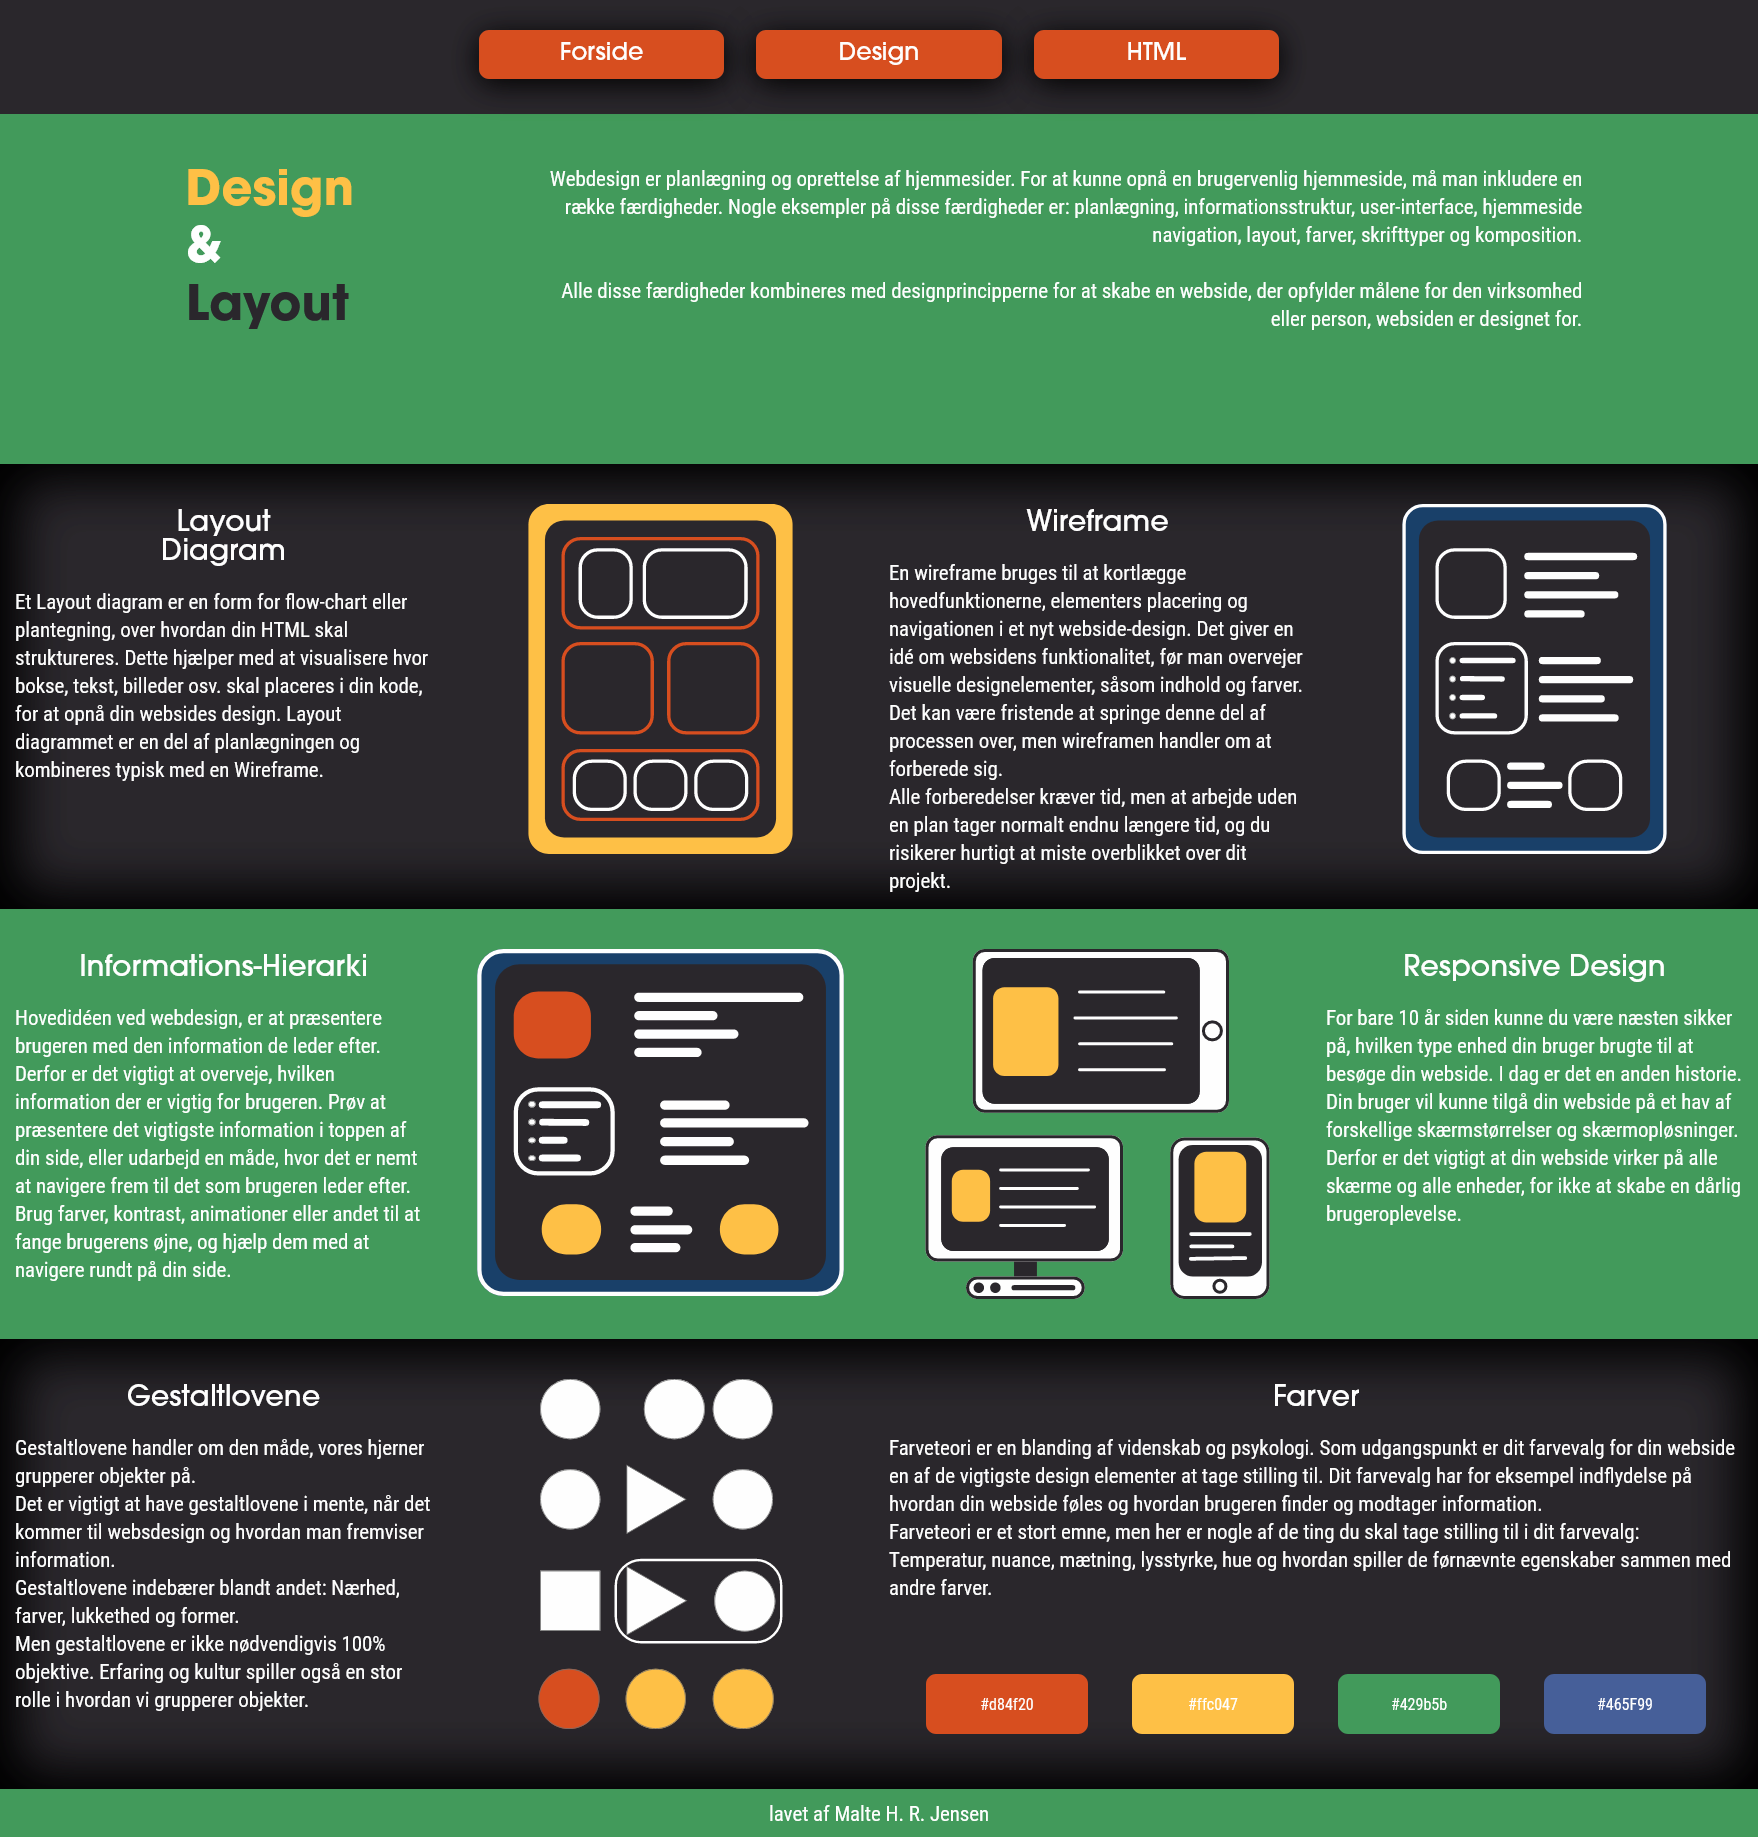 Forside
Design
HTML
Design
&
Layout
Webdesign er planlægning og oprettelse af hjemmesider. For at kunne opnå en brugervenlig hjemmeside, må man inkludere en
række færdigheder. Nogle eksempler på disse færdigheder er: planlægning, informationsstruktur, user-interface, hjemmeside
navigation, layout, farver, skrifttyper og komposition.
Alle disse færdigheder kombineres med designprincipperne for at skabe en webside, der opfylder målene for den virksomhed
eller person, websiden er designet for.
Layout
Diagram
Et Layout diagram er en form for flow-chart eller
plantegning, over hvordan din HTML skal
struktureres. Dette hjælper med at visualisere hvor
bokse, tekst, billeder osv. skal placeres i din kode,
for at opnå din websides design. Layout
diagrammet er en del af planlægningen og
kombineres typisk med en Wireframe.
Wireframe
En wireframe bruges til at kortlægge
hovedfunktionerne, elementers placering og
navigationen i et nyt webside-design. Det giver en
idé om websidens funktionalitet, før man overvejer
visuelle designelementer, såsom indhold og farver.
Det kan være fristende at springe denne del af
processen over, men wireframen handler om at
forberede sig.
Alle forberedelser kræver tid, men at arbejde uden
en plan tager normalt endnu længere tid, og du
risikerer hurtigt at miste overblikket over dit
projekt.
Informations-Hierarki
Hovedidéen ved webdesign, er at præsentere
brugeren med den information de leder efter.
Derfor er det vigtigt at overveje, hvilken
information der er vigtig for brugeren. Prøv at
præsentere det vigtigste information i toppen af
din side, eller udarbejd en måde, hvor det er nemt
at navigere frem til det som brugeren leder efter.
Brug farver, kontrast, animationer eller andet til at
fange brugerens øjne, og hjælp dem med at
navigere rundt på din side.
Responsive Design
For bare 10 år siden kunne du være næsten sikker
på, hvilken type enhed din bruger brugte til at
besøge din webside. I dag er det en anden historie.
Din bruger vil kunne tilgå din webside på et hav af
forskellige skærmstørrelser og skærmopløsninger.
Derfor er det vigtigt at din webside virker på alle
skærme og alle enheder, for ikke at skabe en dårlig
brugeroplevelse.
Gestaltlovene
Gestaltlovene handler om den måde, vores hjerner
grupperer objekter på.
Det er vigtigt at have gestaltlovene i mente, når det
kommer til websdesign og hvordan man fremviser
information.
Gestaltlovene indebærer blandt andet: Nærhed,
farver, lukkethed og former.
Men gestaltlovene er ikke nødvendigvis 100%
objektive. Erfaring og kultur spiller også en stor
rolle i hvordan vi grupperer objekter.
Farver
Farveteori er en blanding af videnskab og psykologi. Som udgangspunkt er dit farvevalg for din webside
en af de vigtigste design elementer at tage stilling til. Dit farvevalg har for eksempel indflydelse på
hvordan din webside føles og hvordan brugeren finder og modtager information.
Farveteori er et stort emne, men her er nogle af de ting du skal tage stilling til i dit farvevalg:
Temperatur, nuance, mætning, lysstyrke, hue og hvordan spiller de førnævnte egenskaber sammen med
andre farver.
#d84f20
#ffc047
#429b5b
#465F99
lavet af Malte H. R. Jensen